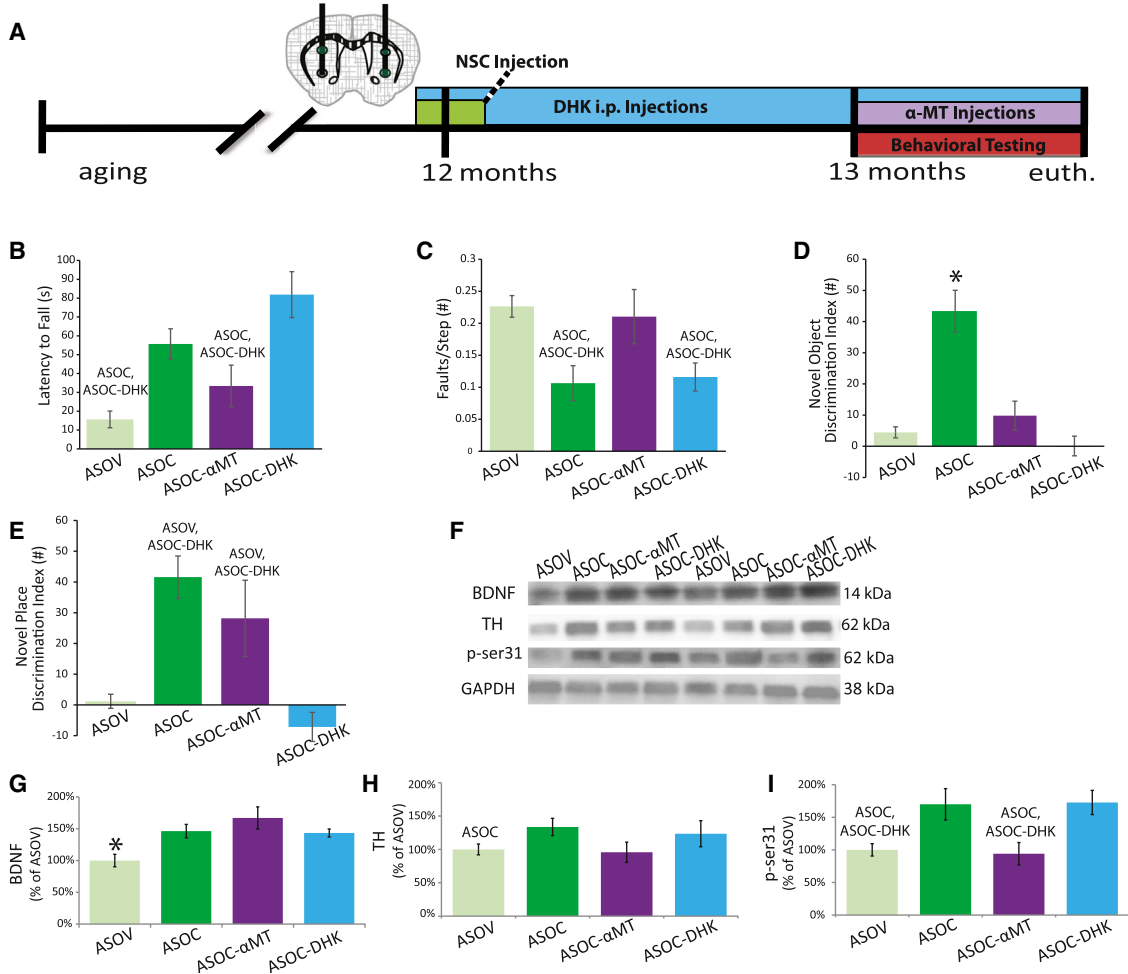 A
NSC Injection
DHK i.p. Injections
α-MT Injections
Behavioral Testing
aging
12 months
13 months
euth.
B
Latency to Fall (s)
100
90
80
70
60
50
40
30
20
10
0
ASOC,
ASOC-DHK
ASOC,
ASOC-DHK
ASOV
ASOC
ASOC-αMT
ASOC-DHK
C
Faults/Step (#)
0.3
0.25
0.2
0.15
0.1
0.05
0
ASOC,
ASOC-DHK
ASOC,
ASOC-DHK
ASOV
ASOC
ASOC-αMT
ASOC-DHK
D
Novel Object
Discrimination Index (#)
60
50
40
30
20
10
0
-10
*
ASOV
ASOC
ASOC-αMT
ASOC-DHK
E
Novel Place
Discrimination Index (#)
60
50
40
30
20
10
0
-10
ASOV,
ASOC-DHK
ASOV,
ASOC-DHK
ASOV
ASOC
ASOC-αMT
ASOC-DHK
F
ASOV
ASOC
ASOC-αMT
ASOC-DHK
ASOV
ASOC
ASOC-αMT
ASOC-DHK
BDNF
14 kDa
TH
62 kDa
p-ser31
62 kDa
GAPDH
38 kDa
G
BDNF
(% of ASOV)
200%
150%
100%
50%
0%
*
ASOV
ASOC
ASOC-αMT
ASOC-DHK
H
TH
(% of ASOV)
200%
150%
100%
50%
0%
ASOC
ASOV
ASOC
ASOC-αMT
ASOC-DHK
I
p-ser31
(% of ASOV)
200%
150%
100%
50%
0%
ASOC,
ASOC-DHK
ASOC,
ASOC-DHK
ASOV
ASOC
ASOC-αMT
ASOC-DHK